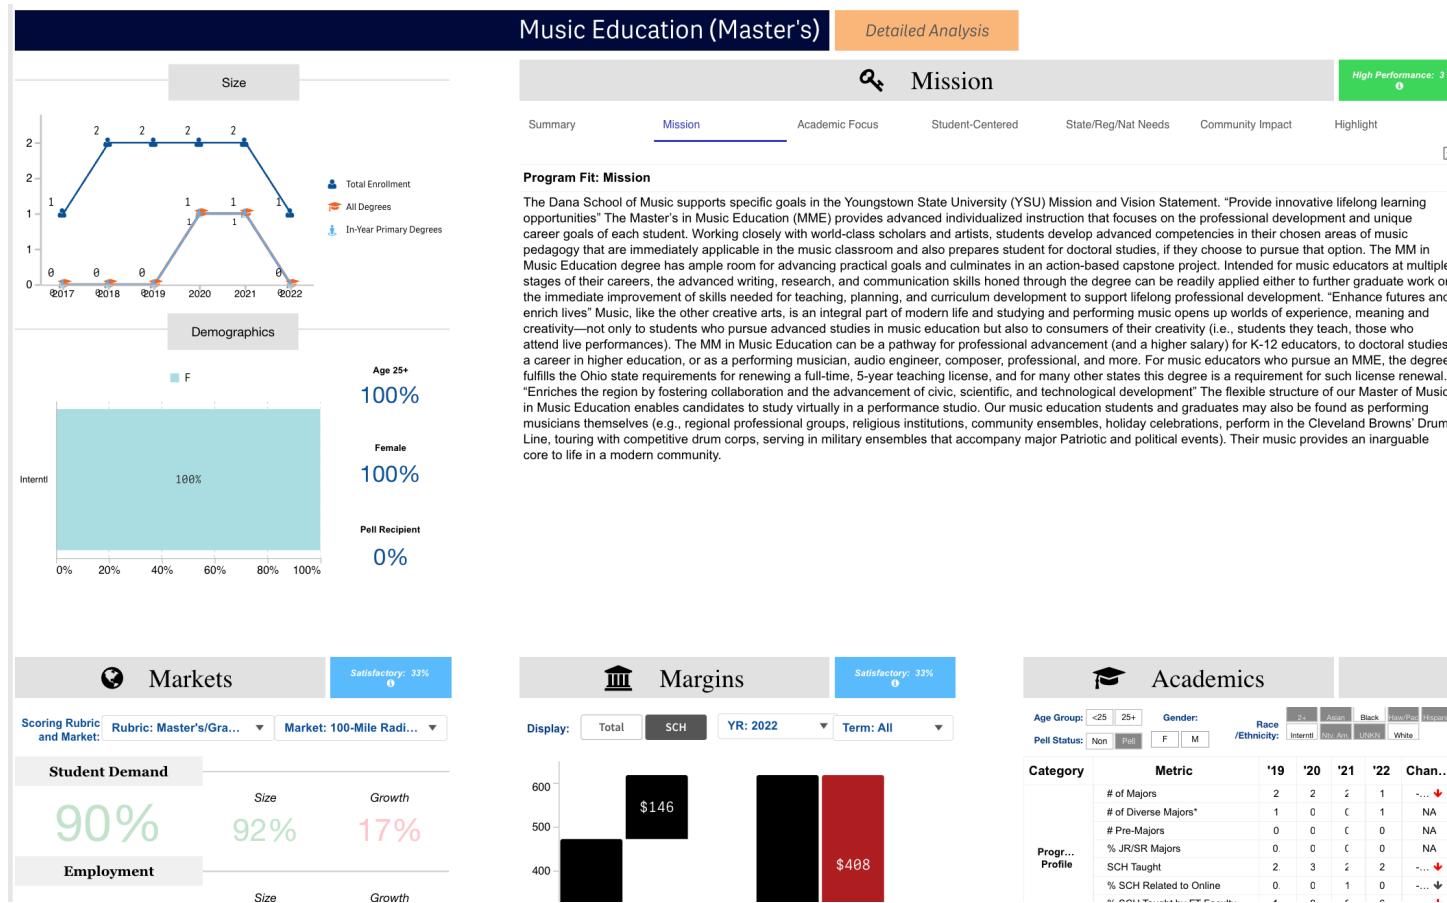 Music Education (Master's)
Detailed Analysis
Size
2
2
1
1
0
1
2
2
2
2
1
0
0
0
1
1
0
1
1
2017
2018
2019
2020
2021
2022
Total Enrollment
All Degrees
In-Year Primary Degrees
Demographics
F
Interntl
100%
0%
20%
40%
60%
80%
100%
Age 25+
100%
Female
100%
Pell Recipient
0%
Mission
High Performance: 3
Summary
Mission
Academic Focus
Student-Centered
State/Reg/Nat Needs
Community Impact
Highlight
Program Fit: Mission
The Dana School of Music supports specific goals in the Youngstown State University (YSU) Mission and Vision Statement. “Provide innovative lifelong learning
opportunities” The Master’s in Music Education (MME) provides advanced individualized instruction that focuses on the professional development and unique
career goals of each student. Working closely with world-class scholars and artists, students develop advanced competencies in their chosen areas of music
pedagogy that are immediately applicable in the music classroom and also prepares student for doctoral studies, if they choose to pursue that option. The MM in
Music Education degree has ample room for advancing practical goals and culminates in an action-based capstone project. Intended for music educators at multiple
stages of their careers, the advanced writing, research, and communication skills honed through the degree can be readily applied either to further graduate work or
the immediate improvement of skills needed for teaching, planning, and curriculum development to support lifelong professional development. “Enhance futures and
enrich lives” Music, like the other creative arts, is an integral part of modern life and studying and performing music opens up worlds of experience, meaning and
creativity—not only to students who pursue advanced studies in music education but also to consumers of their creativity (i.e., students they teach, those who
attend live performances). The MM in Music Education can be a pathway for professional advancement (and a higher salary) for K-12 educators, to doctoral studies,
a career in higher education, or as a performing musician, audio engineer, composer, professional, and more. For music educators who pursue an MME, the degree
fulfills the Ohio state requirements for renewing a full-time, 5-year teaching license, and for many other states this degree is a requirement for such license renewal.
“Enriches the region by fostering collaboration and the advancement of civic, scientific, and technological development” The flexible structure of our Master of Music
in Music Education enables candidates to study virtually in a performance studio. Our music education students and graduates may also be found as performing
musicians themselves (e.g., regional professional groups, religious institutions, community ensembles, holiday celebrations, perform in the Cleveland Browns’ Drum
Line, touring with competitive drum corps, serving in military ensembles that accompany major Patriotic and political events). Their music provides an inarguable
core to life in a modern community.
Markets
Satisfactory: 33%
Scoring Rubric
and Market:
Rubric: Master's/Gra...
Market: 100-Mile Radi...
Student Demand
90%
Size
92%
Growth
17%
Employment
Size
Growth
Margins
Satisfactory: 33%
Display:
Total
SCH
YR: 2022
Term: All
600
500
400
$146
$408
Academics
Age Group:
<25
25+
Gender:
Pell Status:
Non
Pell
F
M
Race
/Ethnicity:
2+
Asian
Black
Haw/Pac
Hispan
Interntl
Ntv. Am.
UNKN
White
Category Metric '19 '20 '21 '22 Chan...
Progr...
Profile
# of Majors 2 2 2 1 -...
# of Diverse Majors* 1 0 0 1 NA
# Pre-Majors 0 0 0 0 NA
% JR/SR Majors 0. 0 0 0 NA
SCH Taught 2. 3 2 2 -...
% SCH Related to Online 0. 0 1 0 -...
% SCH Taught by FT Faculty